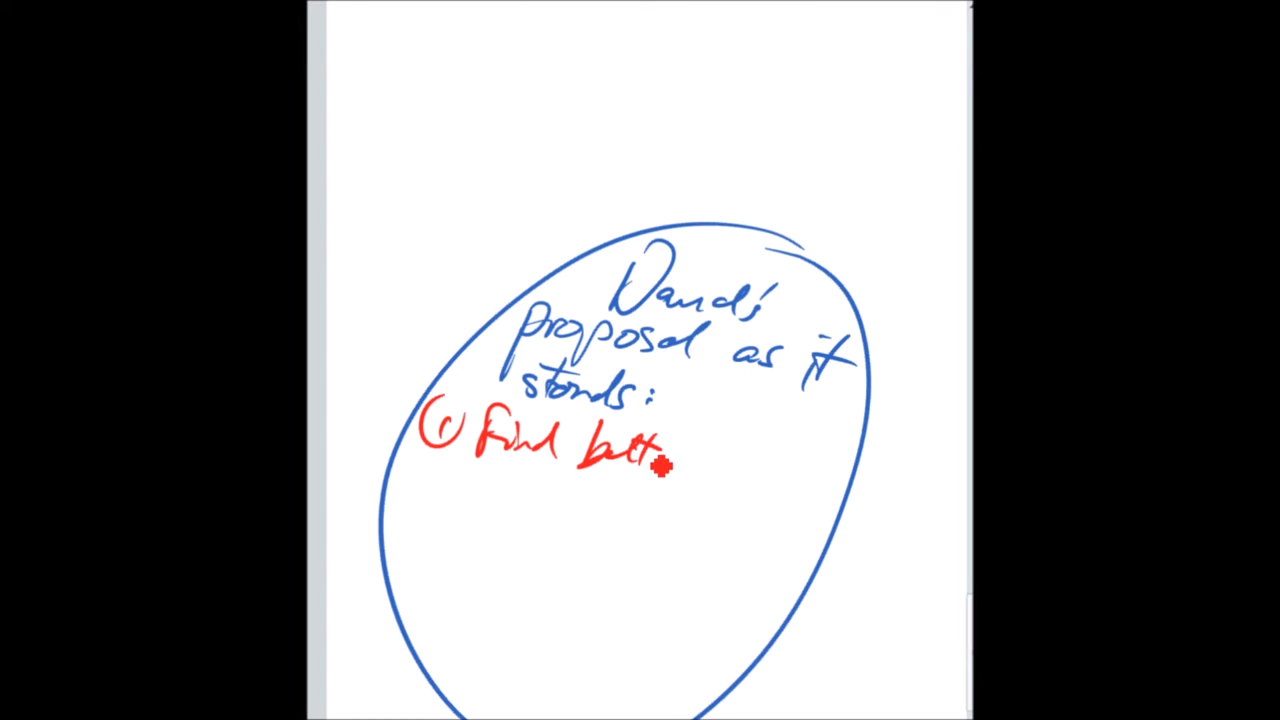 David's
proposal as it
stands:
① Find bett